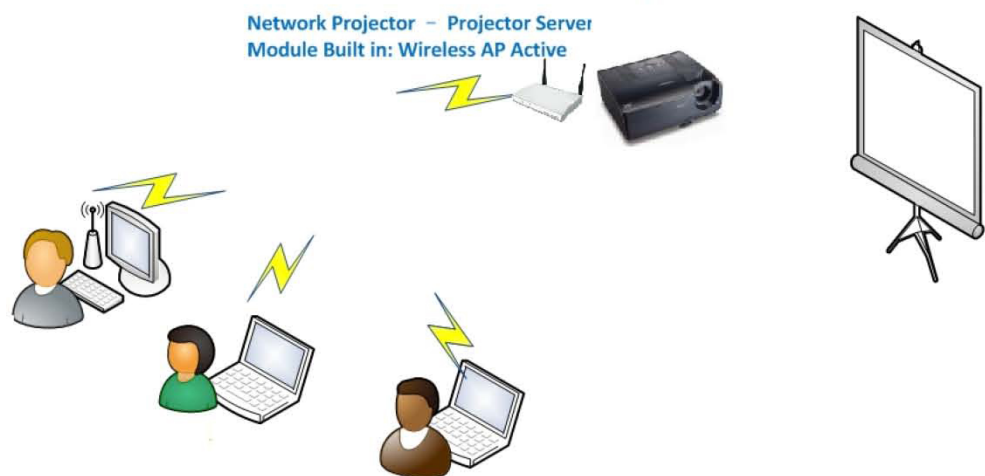 Network Projector – Projector Server
Module Built in: Wireless AP Active